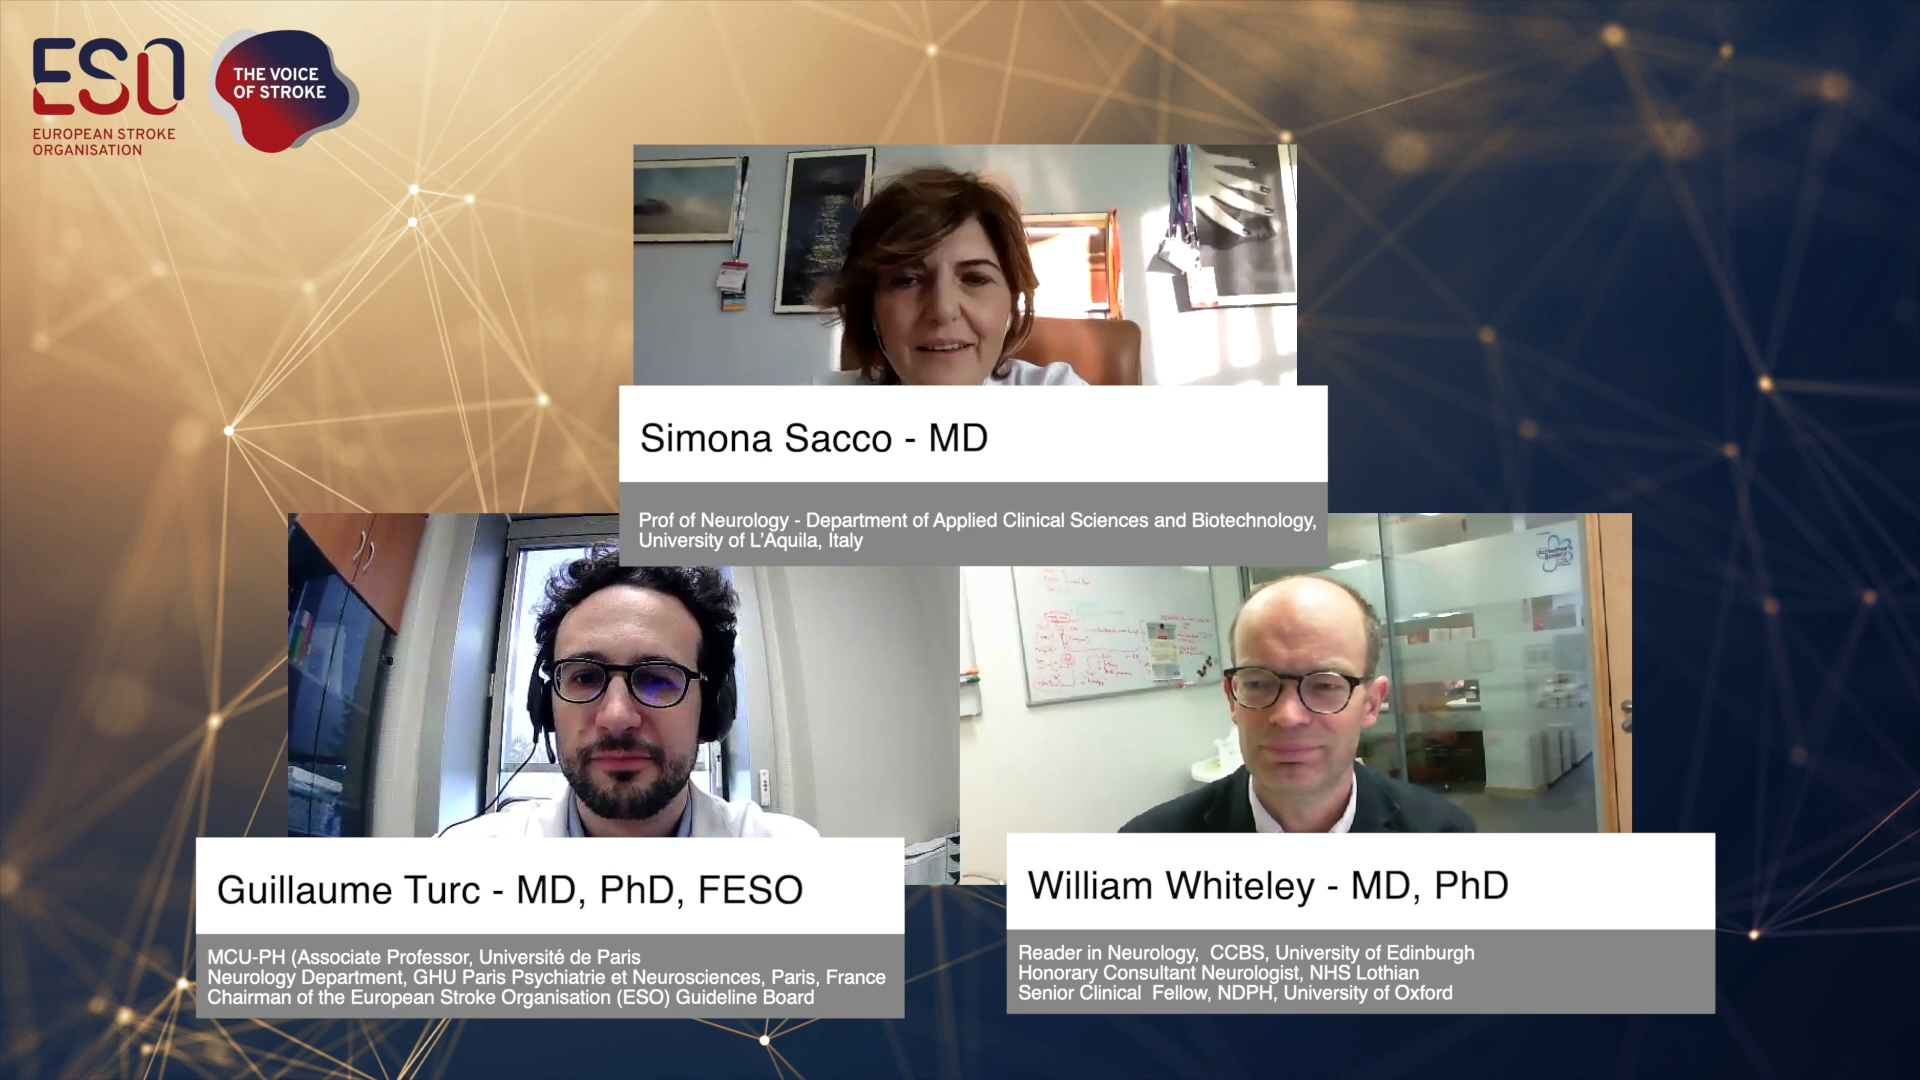 ESO
EUROPEAN STROKE
ORGANISATION
THE VOICE
OF STROKE
Simona Sacco - MD
Prof of Neurology - Department of Applied Clinical Sciences and Biotechnology,
University of L'Aquila, Italy
Guillaume Turc - MD, PhD, FESO
MCU-PH (Associate Professor, Université de Paris
Neurology Department, GHU Paris Psychiatrie et Neurosciences, Paris, France
Chairman of the European Stroke Organisation (ESO) Guideline Board
William Whiteley - MD, PhD
Reader in Neurology, CCBS, University of Edinburgh
Honorary Consultant Neurologist, NHS Lothian
Senior Clinical Fellow, NDPH, University of Oxford